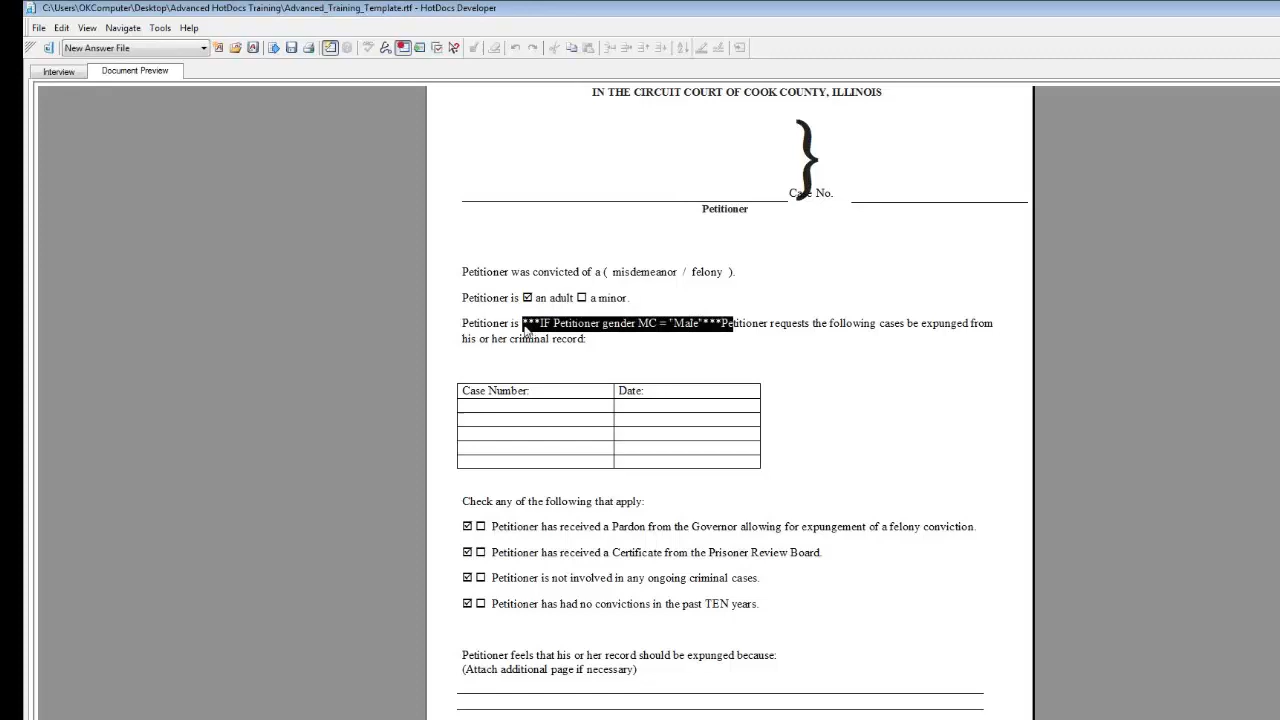 C:\Users\OKComputer\Desktop\Advanced HotDocs Training\Advanced_Training_Template.rtf - HotDocs Developer
File Edit View Navigate Tools Help
New Answer File
Interview Document Preview
IN THE CIRCUIT COURT OF COOK COUNTY, ILLINOIS
}
Case No.
Petitioner
Petitioner was convicted of a ( misdemeanor / felony ).
Petitioner is ☑ an adult ☐ a minor.
Petitioner is ***IF Petitioner gender MC = "Male"***Petitioner requests the following cases be expunged from
his or her criminal record:
Case Number: Date:
Check any of the following that apply:
☑ ☐ Petitioner has received a Pardon from the Governor allowing for expungement of a felony conviction.
☑ ☐ Petitioner has received a Certificate from the Prisoner Review Board.
☑ ☐ Petitioner is not involved in any ongoing criminal cases.
☑ ☐ Petitioner has had no convictions in the past TEN years.
Petitioner feels that his or her record should be expunged because:
(Attach additional page if necessary)